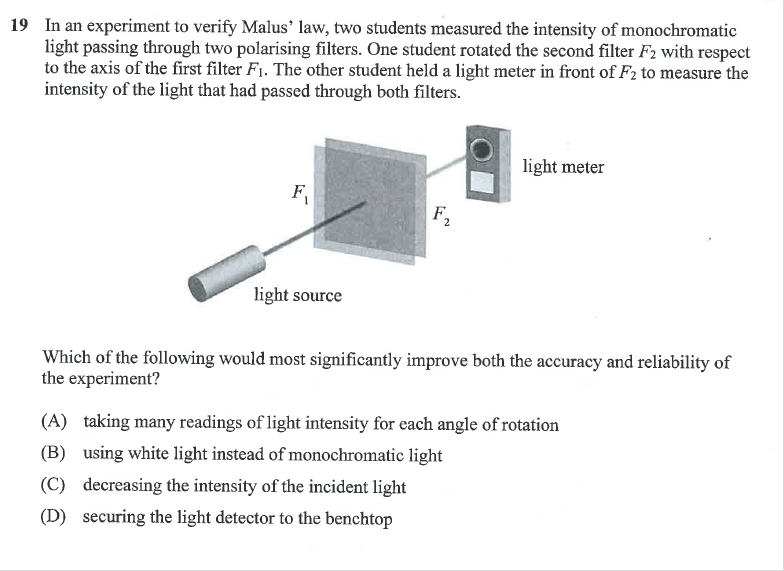 19 In an experiment to verify Malus' law, two students measured the intensity of monochromatic
light passing through two polarising filters. One student rotated the second filter F₂ with respect
to the axis of the first filter F₁. The other student held a light meter in front of F₂ to measure the
intensity of the light that had passed through both filters.
light meter
F₁
F₂
light source
Which of the following would most significantly improve both the accuracy and reliability of
the experiment?
(A) taking many readings of light intensity for each angle of rotation
(B) using white light instead of monochromatic light
(C) decreasing the intensity of the incident light
(D) securing the light detector to the benchtop